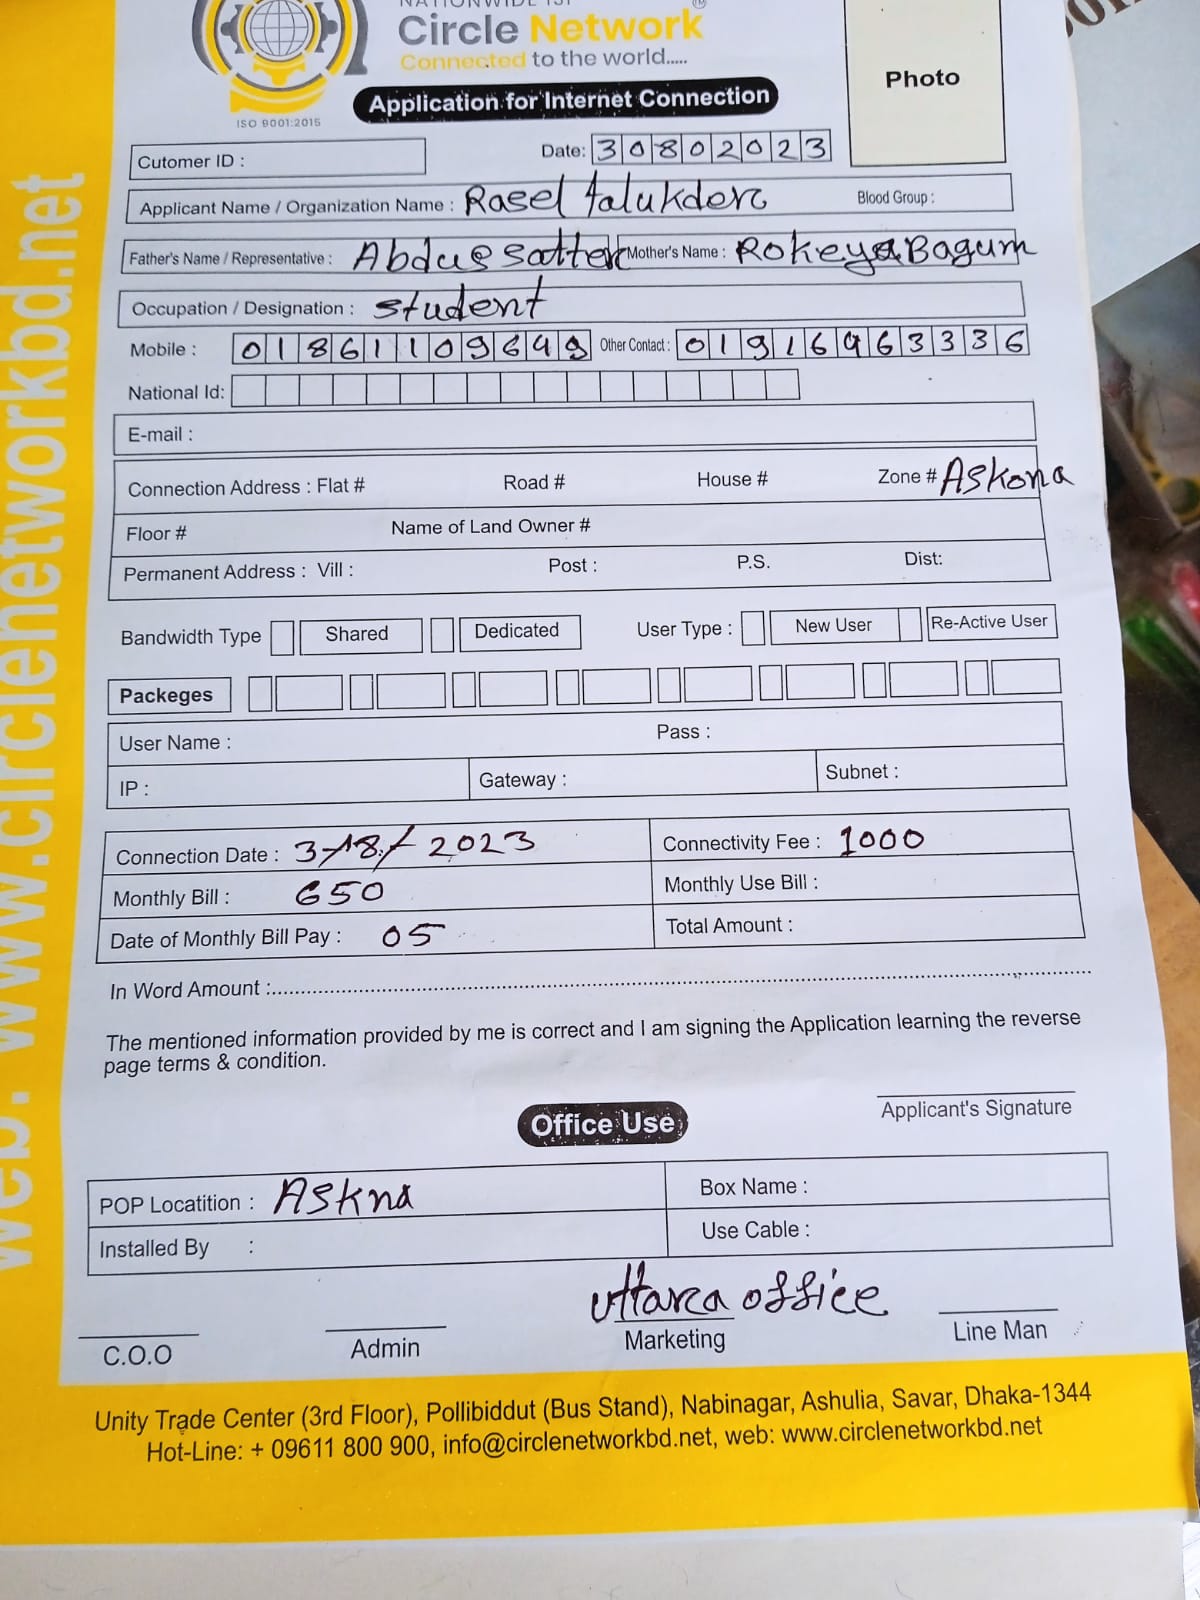 Circle Network
Connected to the world.....
ISO 9001:2015
Application for Internet Connection
Photo
Cutomer ID :
Date: 30802023
Applicant Name / Organization Name : Rasel talukder Blood Group :
Father's Name / Representative : Abdus satter Mother's Name : Rokeya Bagum
Occupation / Designation : student
Mobile : 01861109649 Other Contact : 01916963336
National Id:
E-mail :
Connection Address : Flat # Road # House # Zone # Askona
Floor # Name of Land Owner #
Permanent Address : Vill : Post : P.S. Dist:
Bandwidth Type Shared Dedicated User Type : New User Re-Active User
Packeges
User Name : Pass :
IP : Gateway : Subnet :
Connection Date : 3/8/2023 Connectivity Fee : 1000
Monthly Bill : 650 Monthly Use Bill :
Date of Monthly Bill Pay : 05 Total Amount :
In Word Amount :
The mentioned information provided by me is correct and I am signing the Application learning the reverse
page terms & condition.
Applicant's Signature
Office Use
POP Locatition : Askna Box Name :
Installed By : Use Cable :
uttara office
C.O.O Admin Marketing Line Man
Unity Trade Center (3rd Floor), Pollibiddut (Bus Stand), Nabinagar, Ashulia, Savar, Dhaka-1344
Hot-Line: + 09611 800 900, info@circlenetworkbd.net, web: www.circlenetworkbd.net
web: www.circlenetworkbd.net